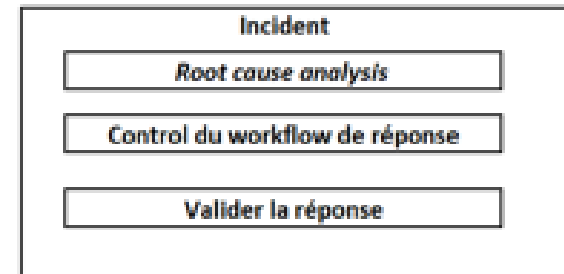 Incident
Root cause analysis
Control du workflow de réponse
Valider la réponse